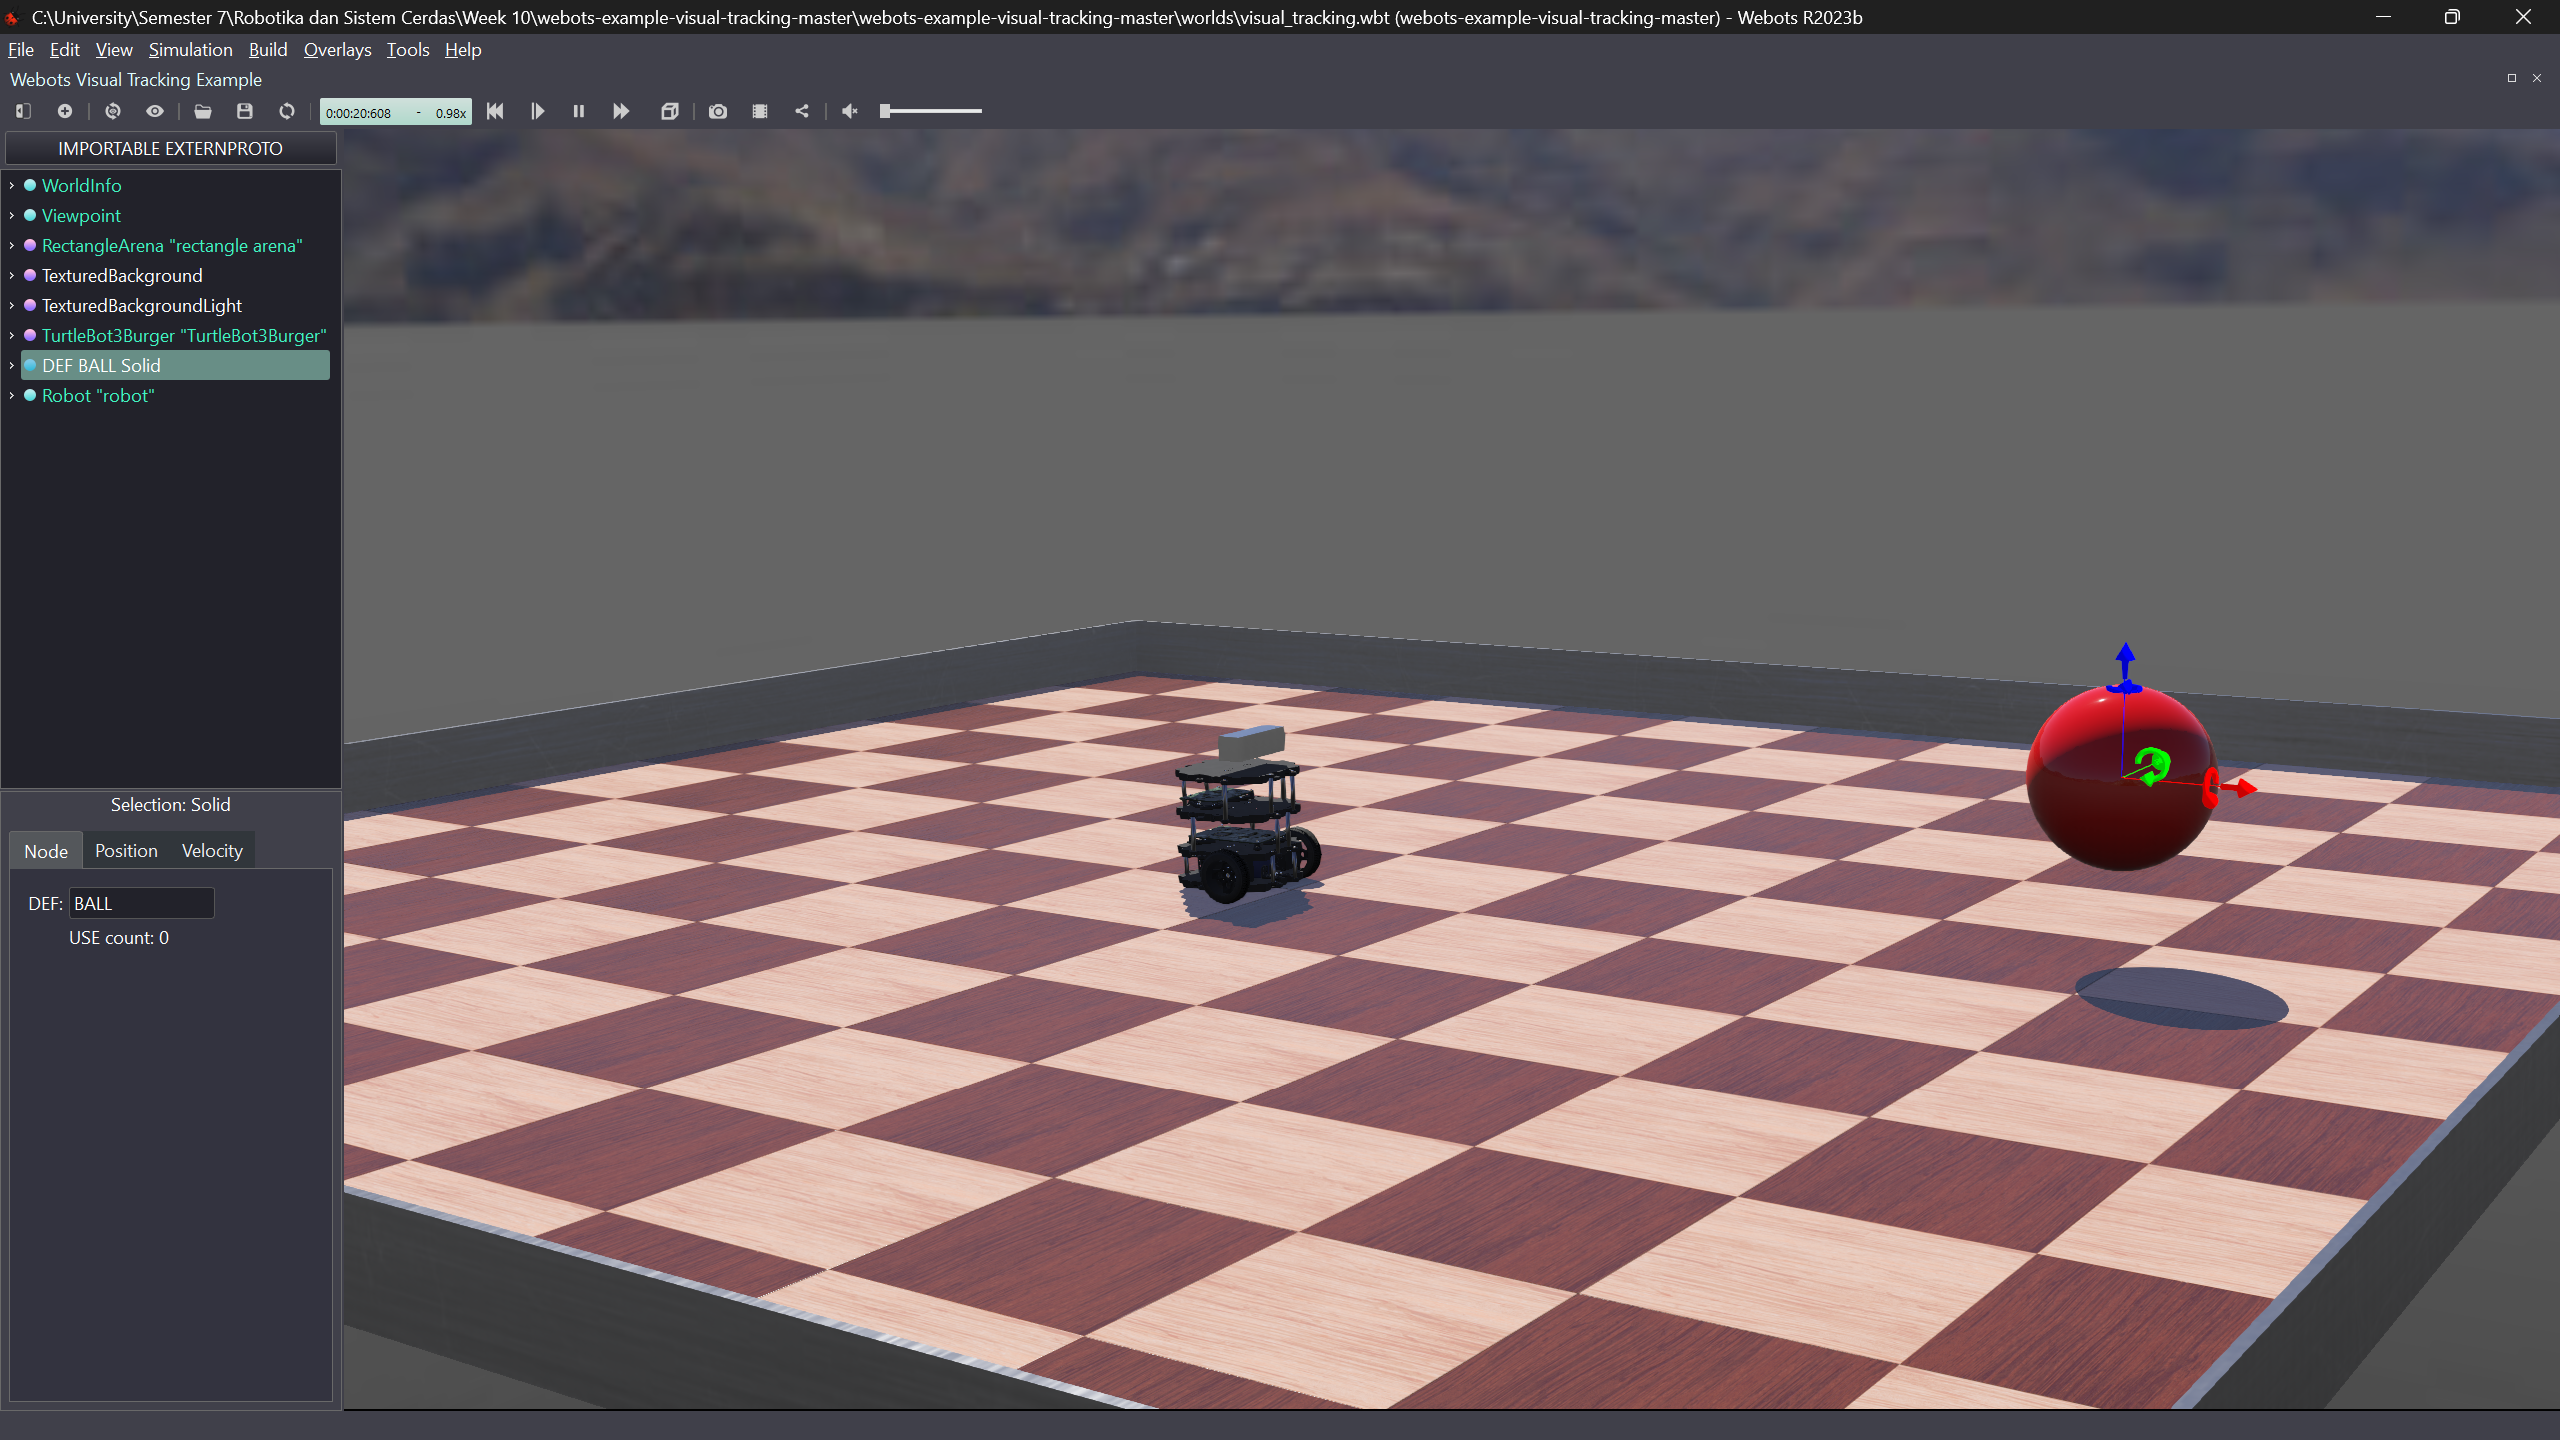 C:\University\Semester 7\Robotika dan Sistem Cerdas\Week 10\webots-example-visual-tracking-master\webots-example-visual-tracking-master\worlds\visual_tracking.wbt (webots-example-visual-tracking-master) - Webots R2023b
File Edit View Simulation Build Overlays Tools Help
Webots Visual Tracking Example
0:00:20:608 - 0.98x
IMPORTABLE EXTERNPROTO
WorldInfo
Viewpoint
RectangleArena "rectangle arena"
TexturedBackground
TexturedBackgroundLight
TurtleBot3Burger "TurtleBot3Burger"
DEF BALL Solid
Robot "robot"
Selection: Solid
Node Position Velocity
DEF: BALL
USE count: 0